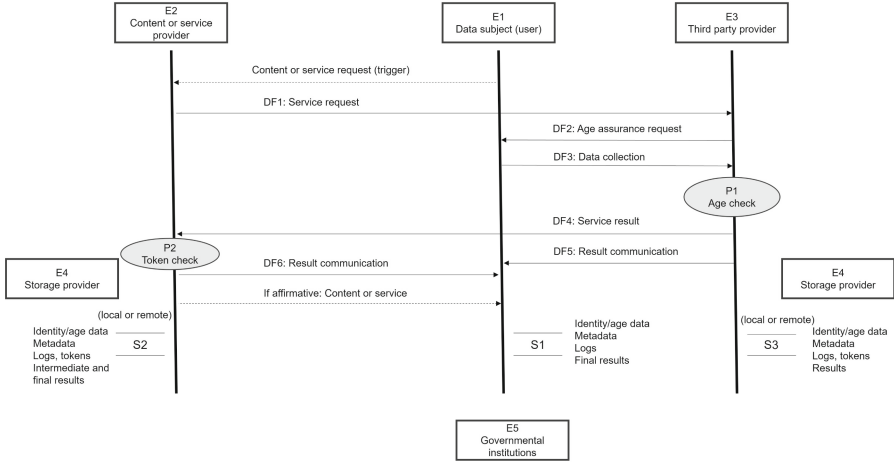 E2
Content or service
provider
E1
Data subject (user)
E3
Third party provider
Content or service request (trigger)
DF1: Service request
DF2: Age assurance request
DF3: Data collection
P1
Age check
DF4: Service result
P2
Token check
DF5: Result communication
DF6: Result communication
E4
Storage provider
E4
Storage provider
If affirmative: Content or service
(local or remote)
Identity/age data
Metadata
Logs, tokens
Intermediate and
final results
S2
S1
Identity/age data
Metadata
Logs
Final results
(local or remote)
S3
Identity/age data
Metadata
Logs, tokens
Results
E5
Governmental
institutions